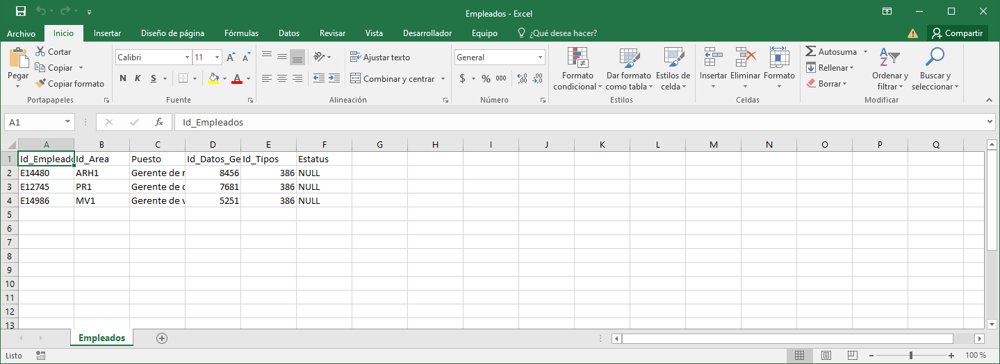 Empleados - Excel
Archivo Inicio Insertar Diseño de página Fórmulas Datos Revisar Vista Desarrollador Equipo ¿Qué desea hacer? Compartir
Pegar
Cortar
Copiar
Copiar formato
Portapapeles
Calibri 11
N K S
Fuente
Ajustar texto
Combinar y centrar
Alineación
General
$ % 000
Número
Formato condicional
Dar formato como tabla
Estilos de celda
Estilos
Insertar Eliminar Formato
Celdas
Autosuma
Rellenar
Borrar
Ordenar y filtrar
Buscar y seleccionar
Modificar
A1 fx Id_Empleados
A B C D E F G H I J K L M N O P Q
1 Id_Empleado Id_Area Puesto Id_Datos_Ge Id_Tipos Estatus
2 E14480 ARH1 Gerente de 8456 386 NULL
3 E12745 PR1 Gerente de 7681 386 NULL
4 E14986 MV1 Gerente de 5251 386 NULL
5
6
7
8
9
10
11
12
13
Empleados
Listo 100 %